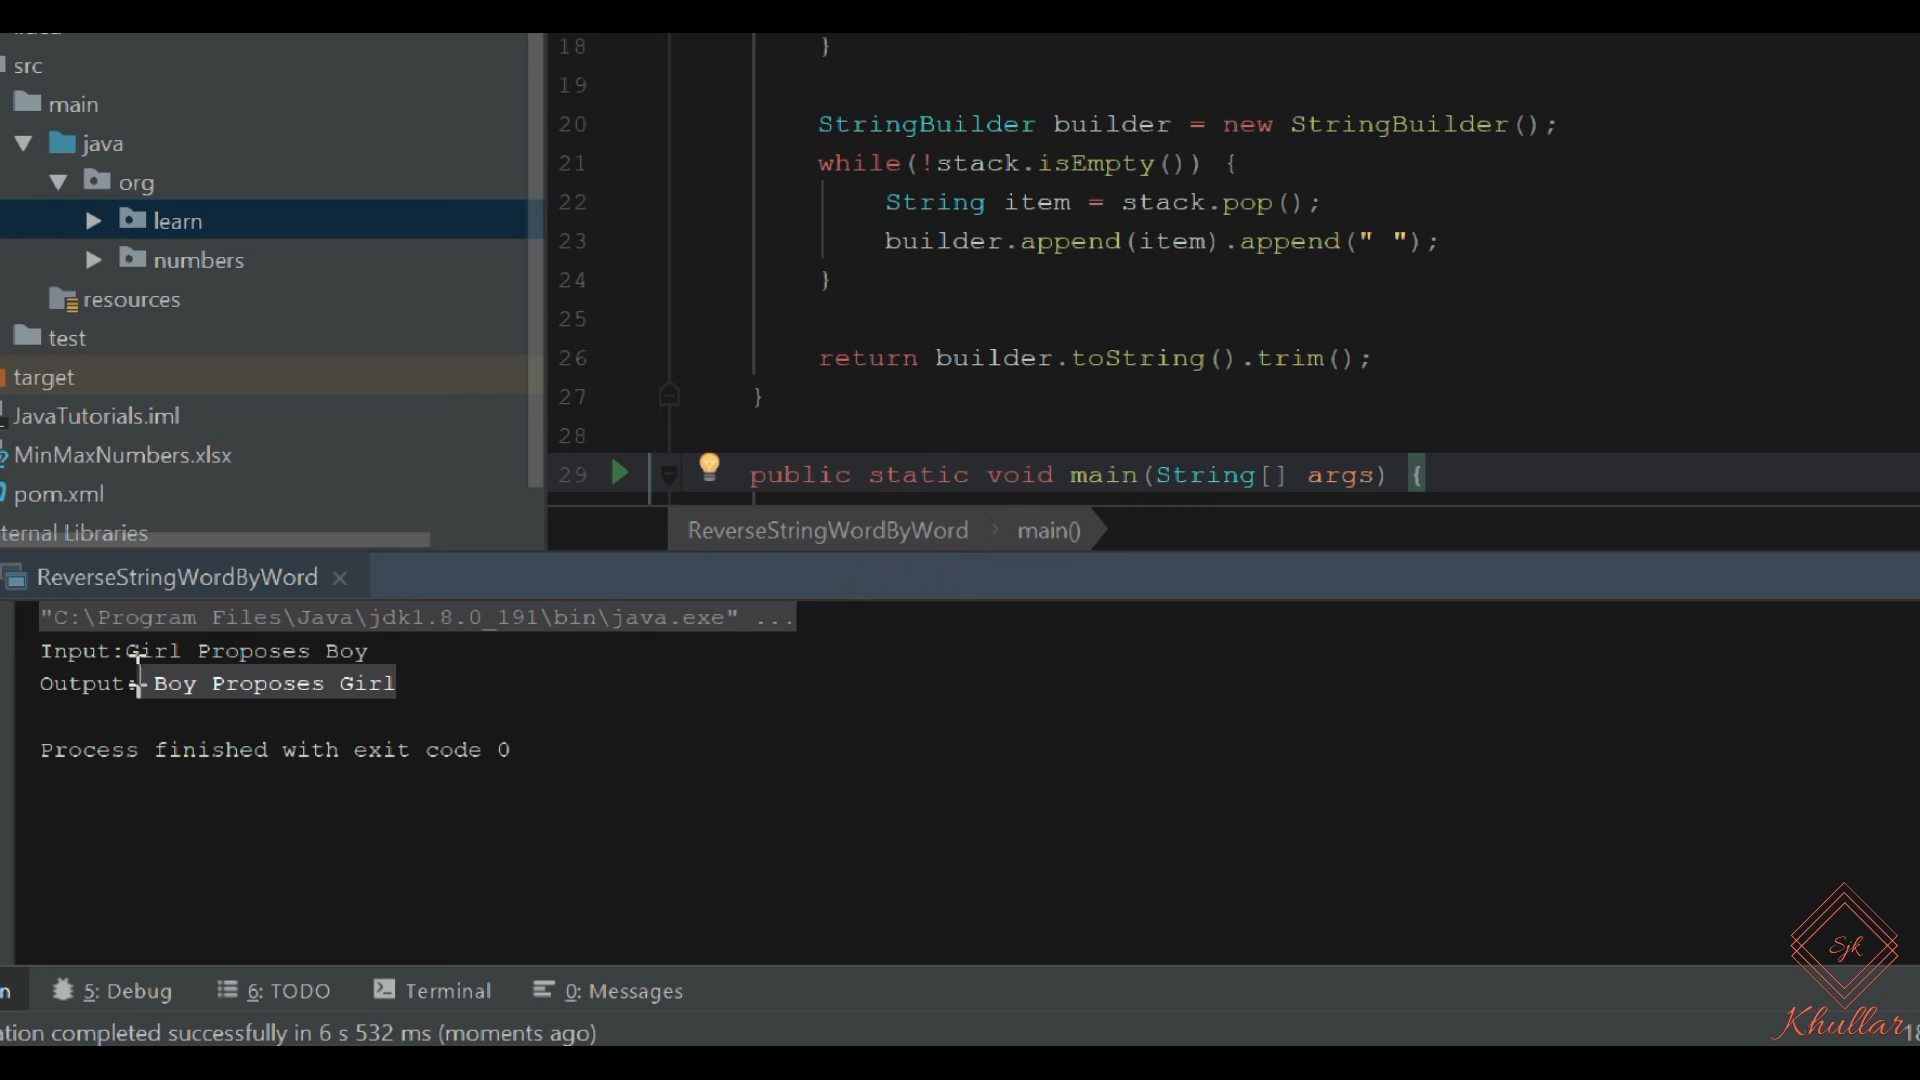 src
main
java
org
learn
numbers
resources
test
target
JavaTutorials.iml
MinMaxNumbers.xlsx
pom.xml
ternal Libraries
18 }
19
20 StringBuilder builder = new StringBuilder();
21 while(!stack.isEmpty()) {
22 String item = stack.pop();
23 builder.append(item).append(" ");
24 }
25
26 return builder.toString().trim();
27 }
28
29 public static void main(String[] args) {
ReverseStringWordByWord main()
ReverseStringWordByWord
"C:\Program Files\Java\jdk1.8.0_191\bin\java.exe" ...
Input:Girl Proposes Boy
Output: Boy Proposes Girl
Process finished with exit code 0
n 5: Debug 6: TODO Terminal 0: Messages
ation completed successfully in 6 s 532 ms (moments ago)
Sjk
Khullar
18